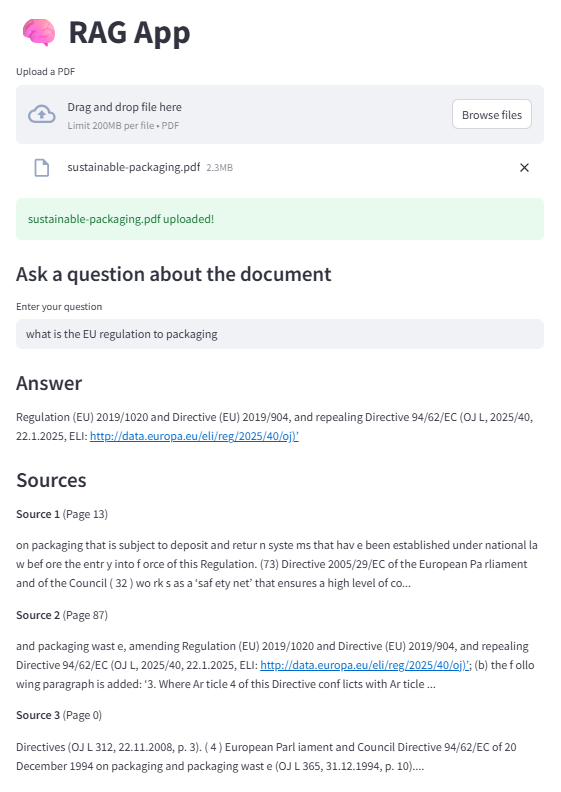 RAG App
Upload a PDF
Drag and drop file here
Limit 200MB per file • PDF
Browse files
sustainable-packaging.pdf 2.3MB
sustainable-packaging.pdf uploaded!
Ask a question about the document
Enter your question
what is the EU regulation to packaging
Answer
Regulation (EU) 2019/1020 and Directive (EU) 2019/904, and repealing Directive 94/62/EC (OJ L, 2025/40,
22.1.2025, ELI: http://data.europa.eu/eli/reg/2025/40/oj)’
Sources
Source 1 (Page 13)
on packaging that is subject to deposit and retur n syste ms that hav e been established under national la
w bef ore the entr y into f orce of this Regulation. (73) Directive 2005/29/EC of the European Pa rliament
and of the Council ( 32 ) wo rk s as a ‘saf ety net’ that ensures a high level of co...
Source 2 (Page 87)
and packaging wast e, amending Regulation (EU) 2019/1020 and Directive (EU) 2019/904, and repealing
Directive 94/62/EC (OJ L, 2025/40, 22.1.2025, ELI: http://data.europa.eu/eli/reg/2025/40/oj)’; (b) the f ollo
wing paragraph is added: ‘3. Where Ar ticle 4 of this Directive conf licts with Ar ticle ...
Source 3 (Page 0)
Directives (OJ L 312, 22.11.2008, p. 3). ( 4 ) European Parl iament and Council Directive 94/62/EC of 20
December 1994 on packaging and packaging wast e (OJ L 365, 31.12.1994, p. 10)....